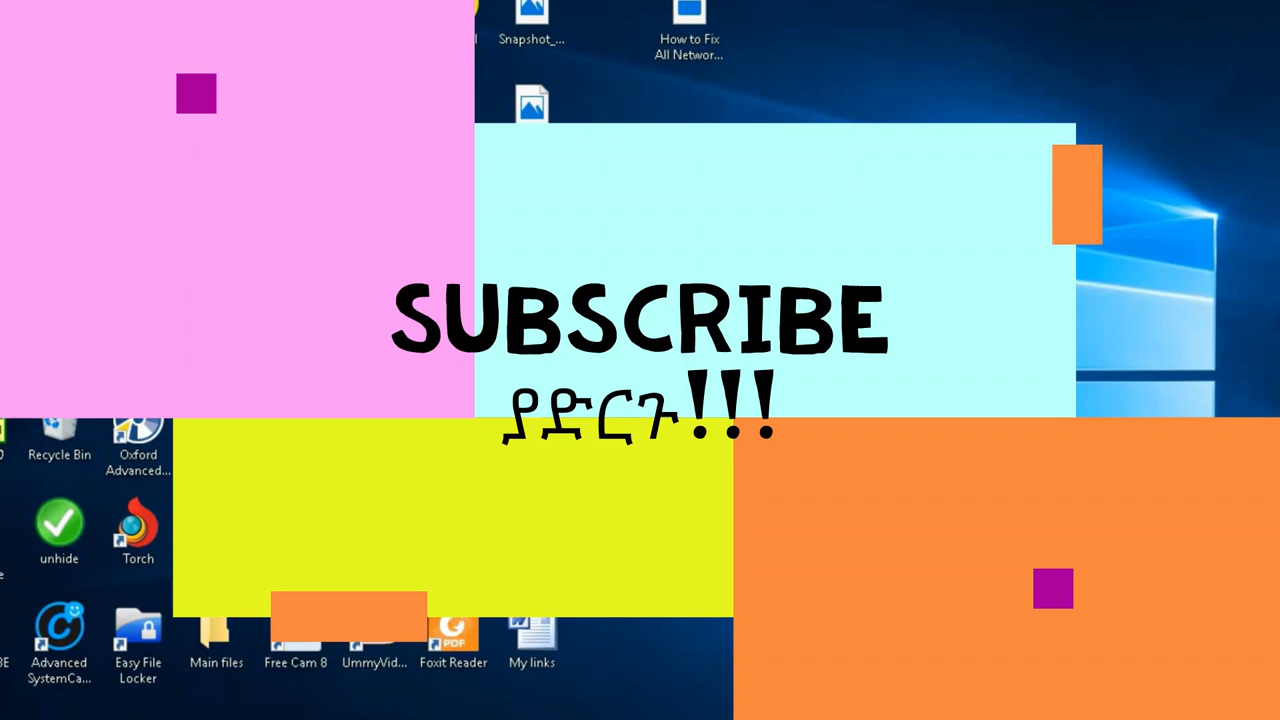 Snapshot_...
How to Fix
All Networ...
SUBSCRIBE
ያድርጉ!!!
Recycle Bin
Oxford
Advanced...
unhide
Torch
Advanced
SystemCa...
Easy File
Locker
Main files
Free Cam 8
UmmyVid...
PDF
Foxit Reader
My links